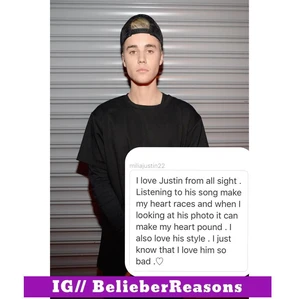 miliajustin22
I love Justin from all sight .
Listening to his song make
my heart races and when I
looking at his photo it can
make my heart pound . I
also love his style . I just
know that I love him so
bad .♡
IG// BelieberReasons